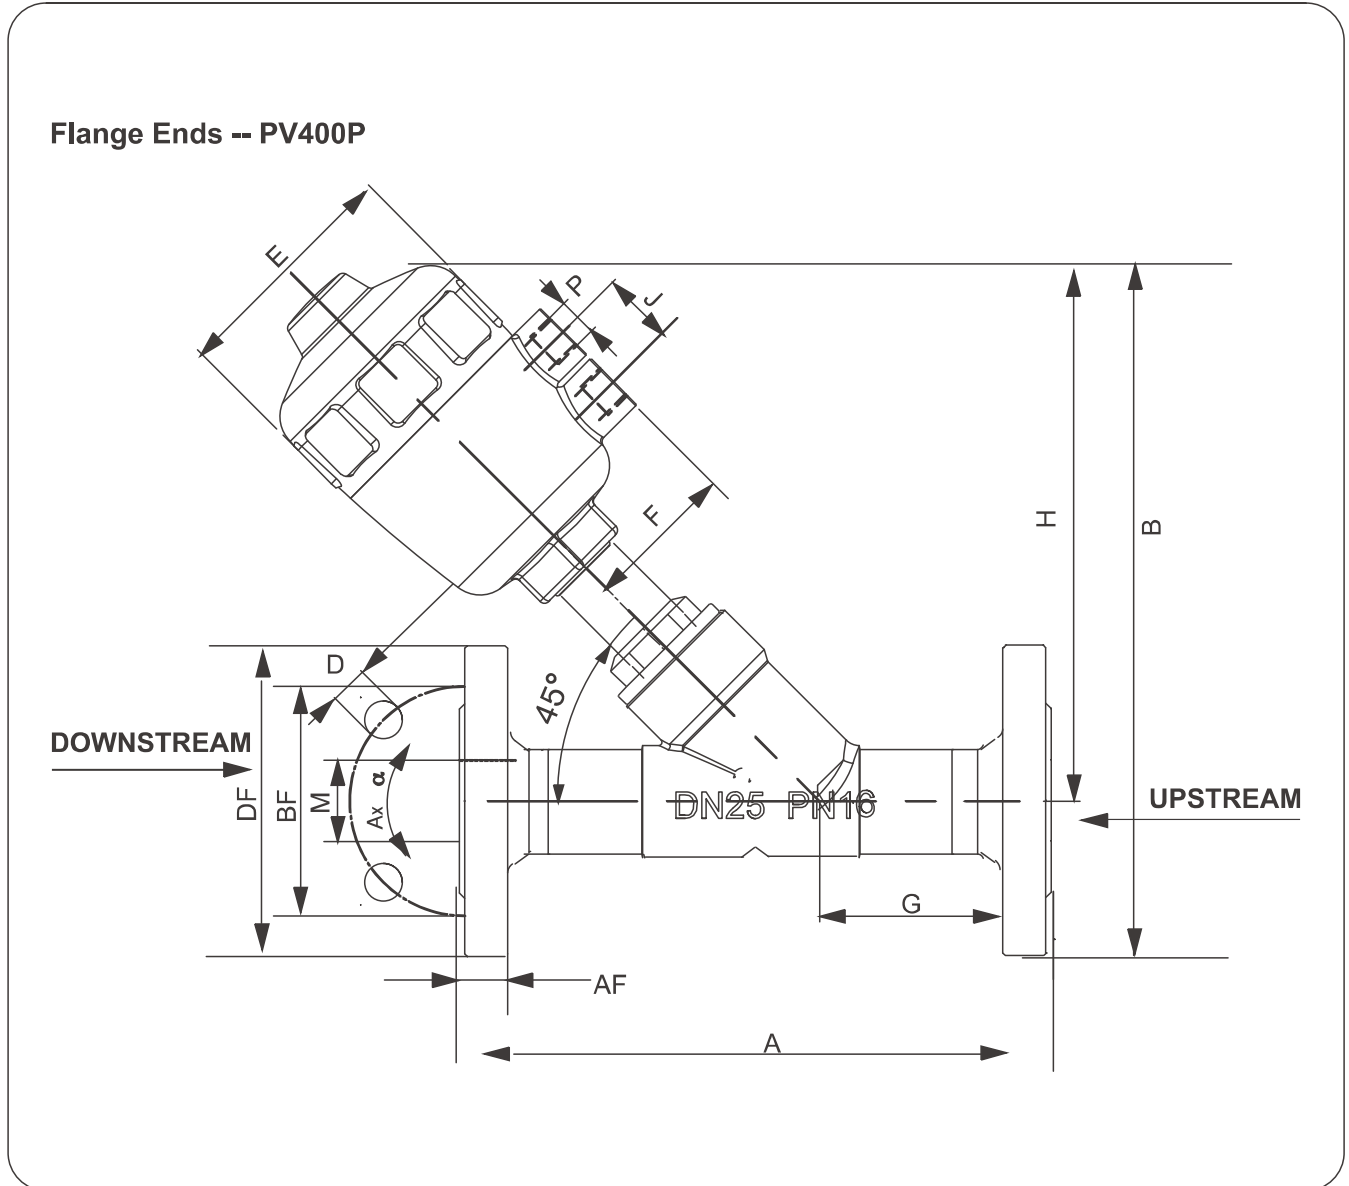 Flange Ends -- PV400P
E
P
J
F
H
B
D
45°
DOWNSTREAM
DF
BF
M
Ax α
DN25 PN16
UPSTREAM
G
AF
A